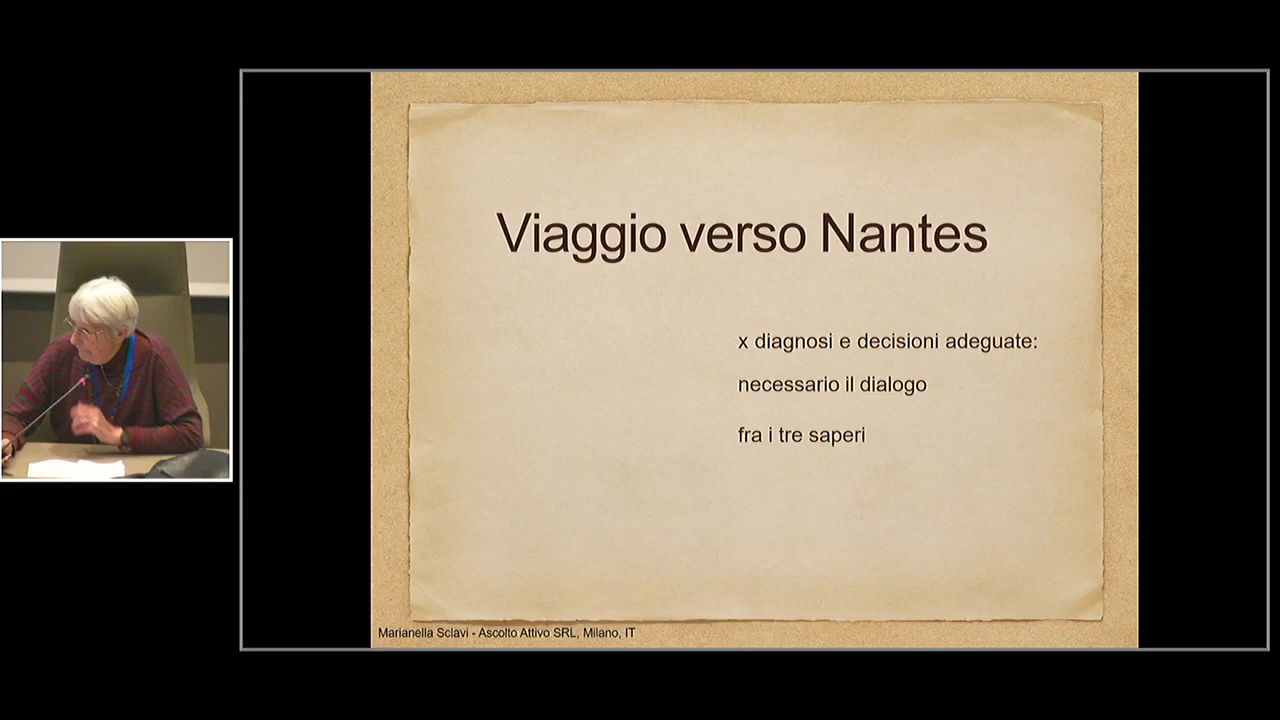 Viaggio verso Nantes
x diagnosi e decisioni adeguate:
necessario il dialogo
fra i tre saperi
Marianella Sclavi - Ascolto Attivo SRL, Milano, IT